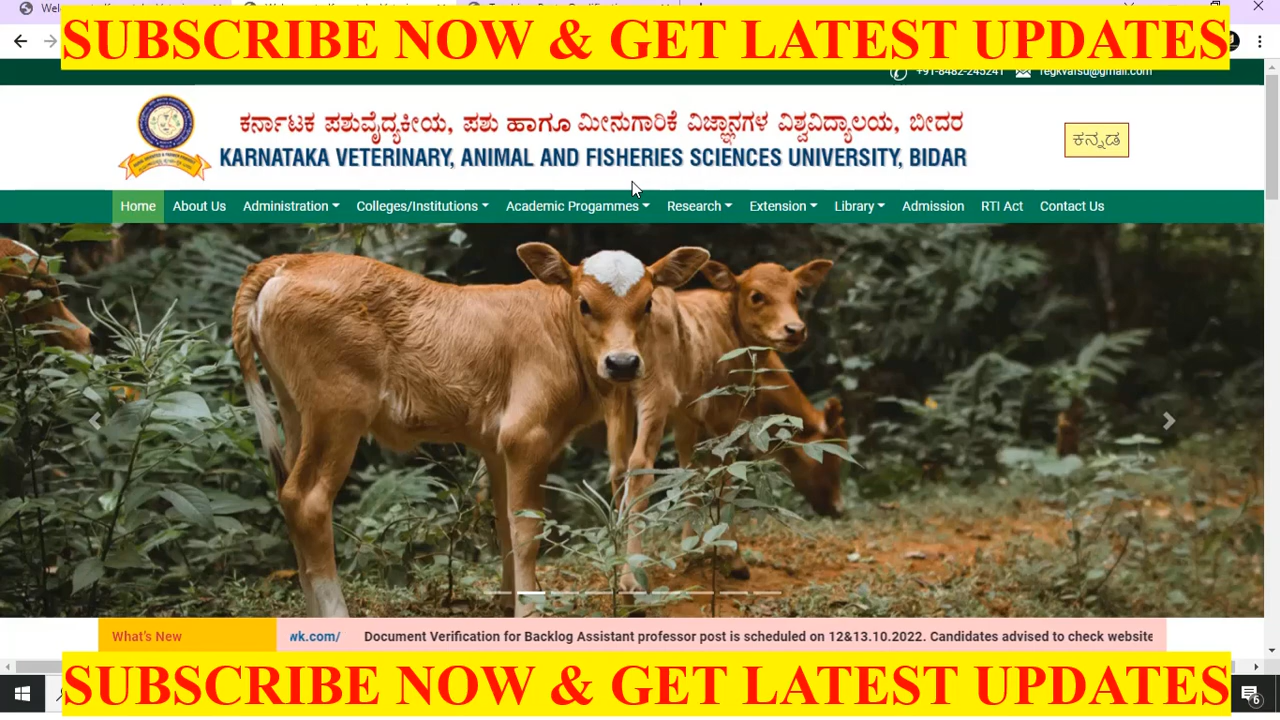 SUBSCRIBE NOW & GET LATEST UPDATES
+91-8482-245241 regkvafsu@gmail.com
ಕರ್ನಾಟಕ ಪಶುವೈದ್ಯಕೀಯ, ಪಶು ಹಾಗೂ ಮೀನುಗಾರಿಕೆ ವಿಜ್ಞಾನಗಳ ವಿಶ್ವವಿದ್ಯಾಲಯ, ಬೀದರ
KARNATAKA VETERINARY, ANIMAL AND FISHERIES SCIENCES UNIVERSITY, BIDAR
ಕನ್ನಡ
Home About Us Administration Colleges/Institutions Academic Progammes Research Extension Library Admission RTI Act Contact Us
What's New wk.com/ Document Verification for Backlog Assistant professor post is scheduled on 12&13.10.2022. Candidates advised to check website
SUBSCRIBE NOW & GET LATEST UPDATES
6